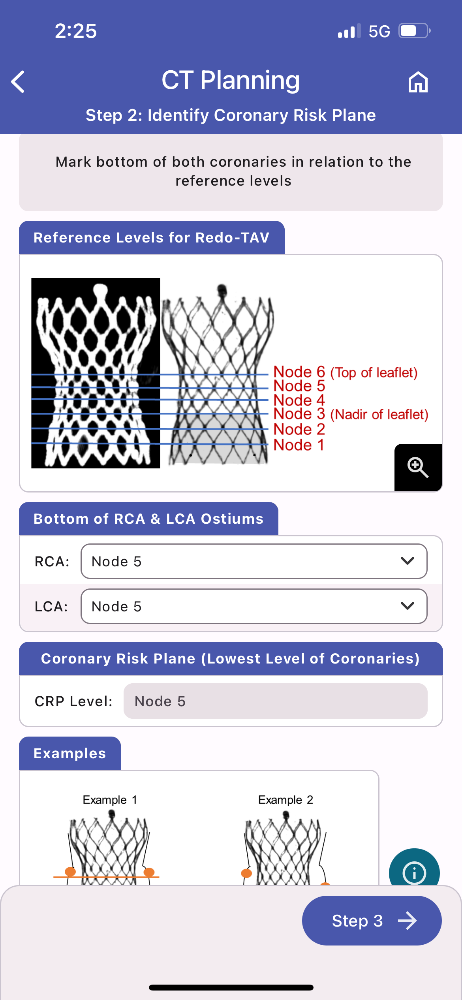 2:25
5G
CT Planning
Step 2: Identify Coronary Risk Plane
Mark bottom of both coronaries in relation to the
reference levels
Reference Levels for Redo-TAV
Node 6 (Top of leaflet)
Node 5
Node 4
Node 3 (Nadir of leaflet)
Node 2
Node 1
Bottom of RCA & LCA Ostiums
RCA: Node 5
LCA: Node 5
Coronary Risk Plane (Lowest Level of Coronaries)
CRP Level: Node 5
Examples
Example 1 Example 2
i
Step 3